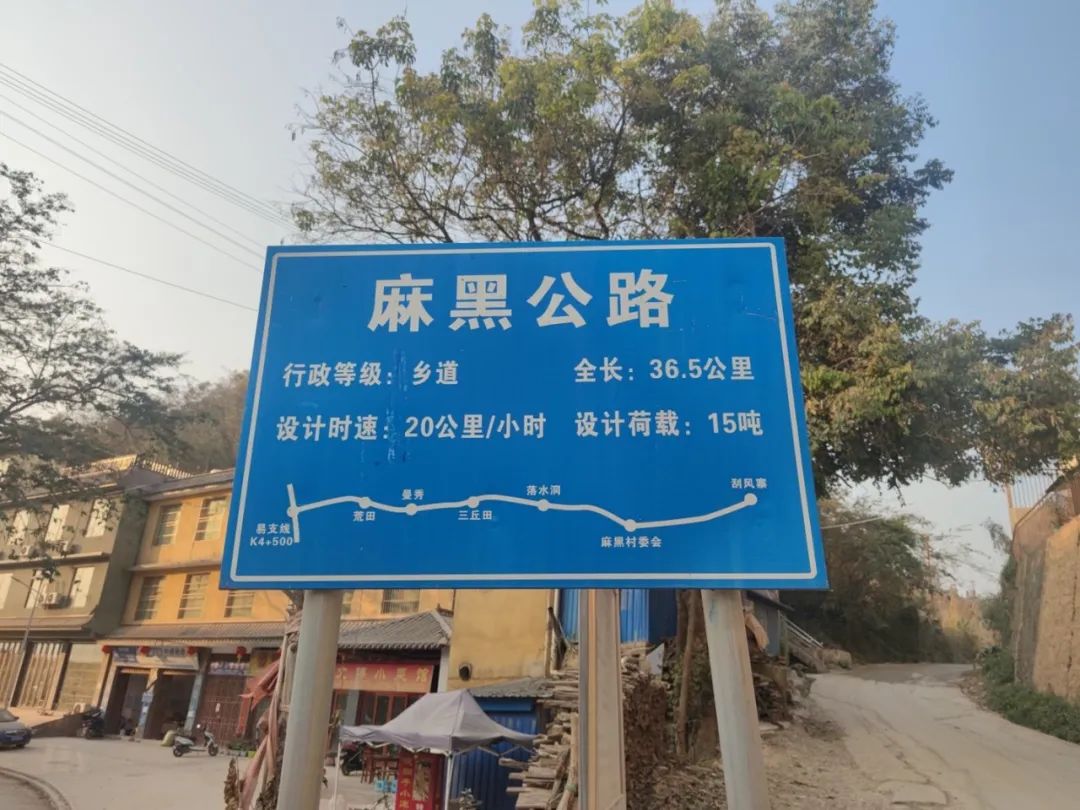 麻黑公路
行政等级：乡道 全长：36.5公里
设计时速：20公里/小时 设计荷载：15吨
易支线
K4+500
荒田
曼秀
三丘田
落水洞
麻黑村委会
刮风寨